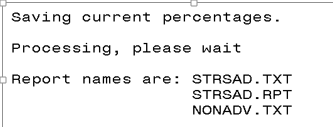 Saving current percentages.
Processing, please wait
Report names are: STRSAD.TXT
STRSAD.RPT
NONADV.TXT